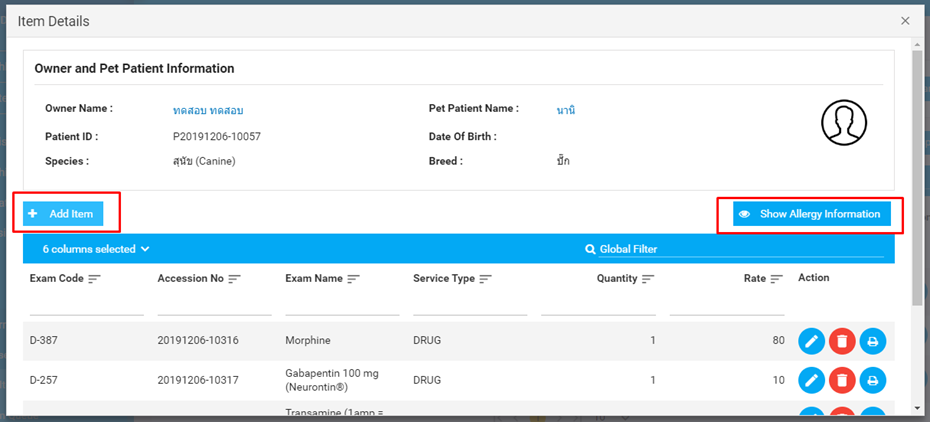 Item Details
Owner and Pet Patient Information
Owner Name : ทดสอบ ทดสอบ Pet Patient Name : นานิ
Patient ID : P20191206-10057 Date Of Birth :
Species : สุนัข (Canine) Breed : ปั๊ก
+ Add Item Show Allergy Information
6 columns selected Global Filter
Exam Code Accession No Exam Name Service Type Quantity Rate Action
D-387 20191206-10316 Morphine DRUG 1 80
D-257 20191206-10317 Gabapentin 100 mg (Neurontin®) DRUG 1 10
Transamine (1amp =